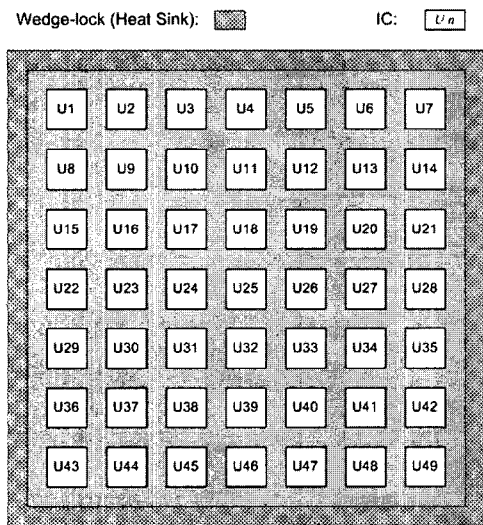 Wedge-lock (Heat Sink): IC: Un
U1 U2 U3 U4 U5 U6 U7
U8 U9 U10 U11 U12 U13 U14
U15 U16 U17 U18 U19 U20 U21
U22 U23 U24 U25 U26 U27 U28
U29 U30 U31 U32 U33 U34 U35
U36 U37 U38 U39 U40 U41 U42
U43 U44 U45 U46 U47 U48 U49